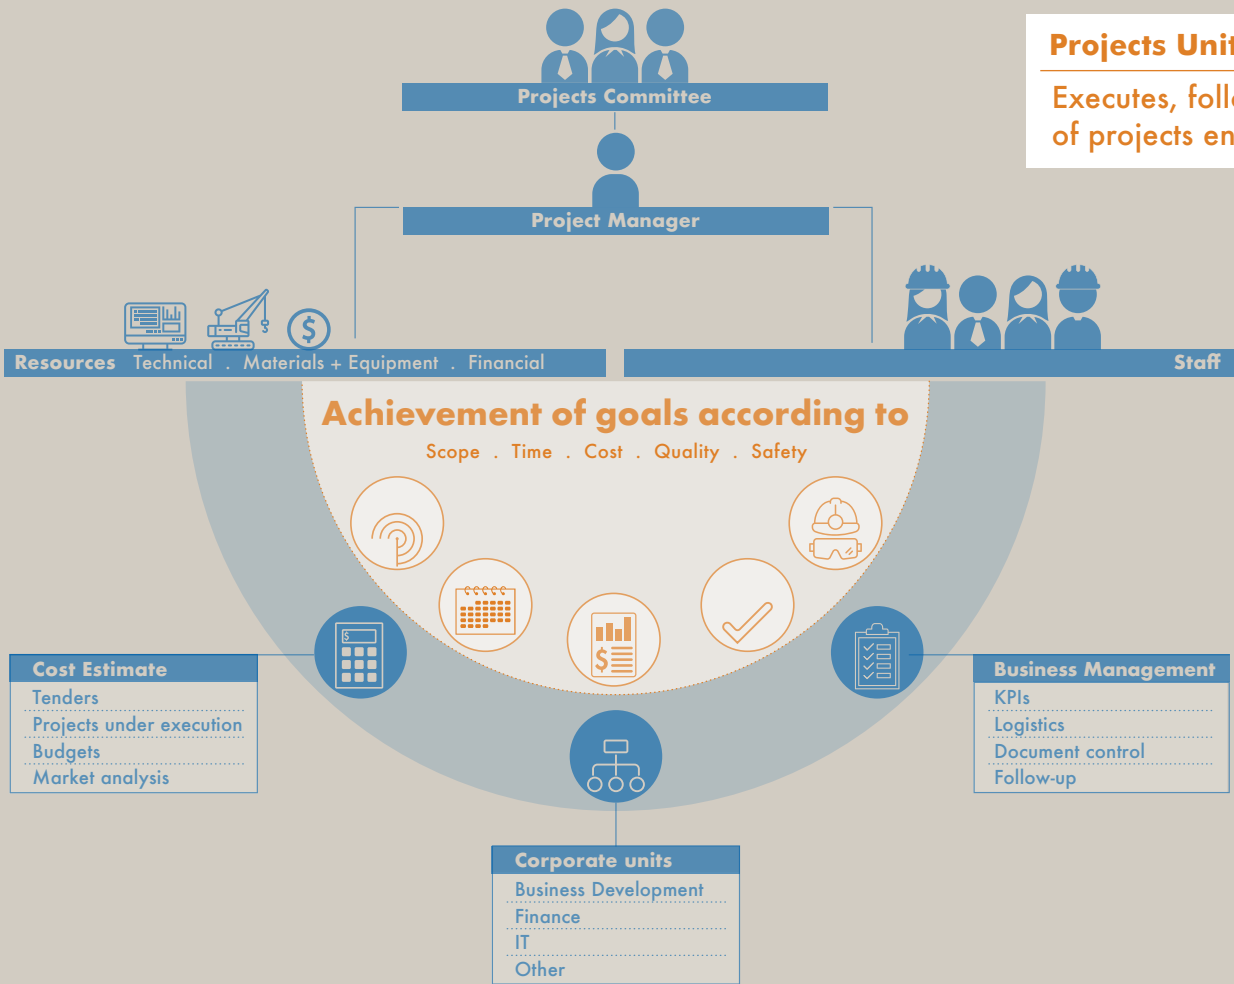 Projects Committee
Projects Unit
Executes, foll
of projects en
Project Manager
Resources Technical . Materials + Equipment . Financial
Staff
Achievement of goals according to
Scope . Time . Cost . Quality . Safety
$
$
$
Cost Estimate
Tenders
Projects under execution
Budgets
Market analysis
Business Management
KPIs
Logistics
Document control
Follow-up
Corporate units
Business Development
Finance
IT
Other